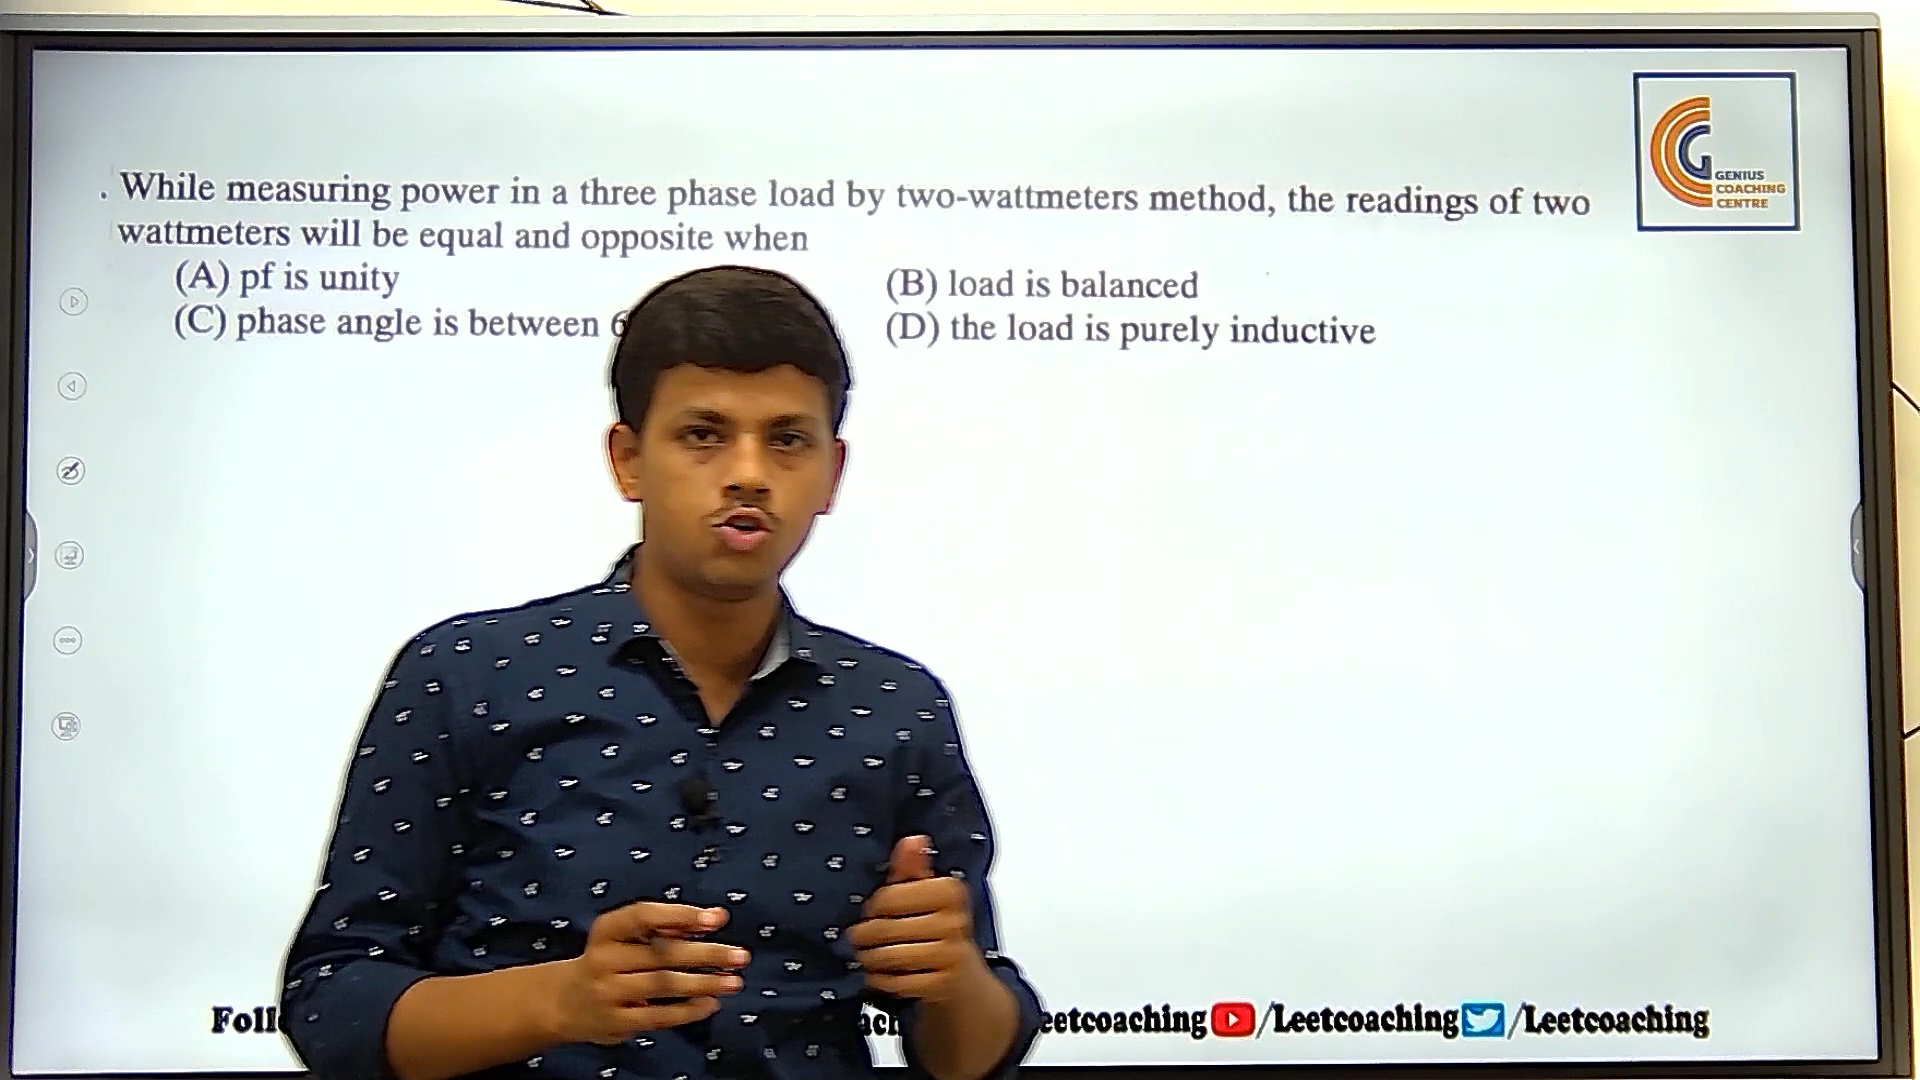 . While measuring power in a three phase load by two-wattmeters method, the readings of two
wattmeters will be equal and opposite when
(A) pf is unity
(B) load is balanced
(C) phase angle is between
(D) the load is purely inductive
GENIUS
COACHING
CENTRE
/Leetcoaching /Leetcoaching